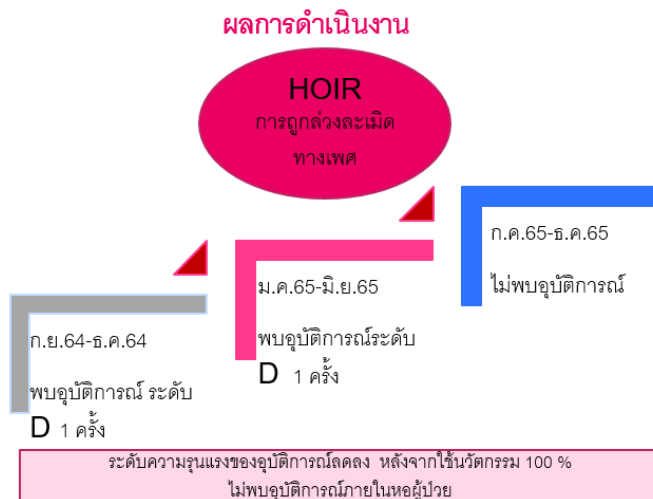 ผลการดำเนินงาน
HOIR
การถูกล่วงละเมิด
ทางเพศ
ก.ย.64-ธ.ค.64
พบอุบัติการณ์ ระดับ
D 1 ครั้ง
ม.ค.65-มิ.ย.65
พบอุบัติการณ์ระดับ
D 1 ครั้ง
ก.ค.65-ธ.ค.65
ไม่พบอุบัติการณ์
ระดับความรุนแรงของอุบัติการณ์ลดลง หลังจากใช้นวัตกรรม 100 %
ไม่พบอุบัติการณ์ภายในหอผู้ป่วย